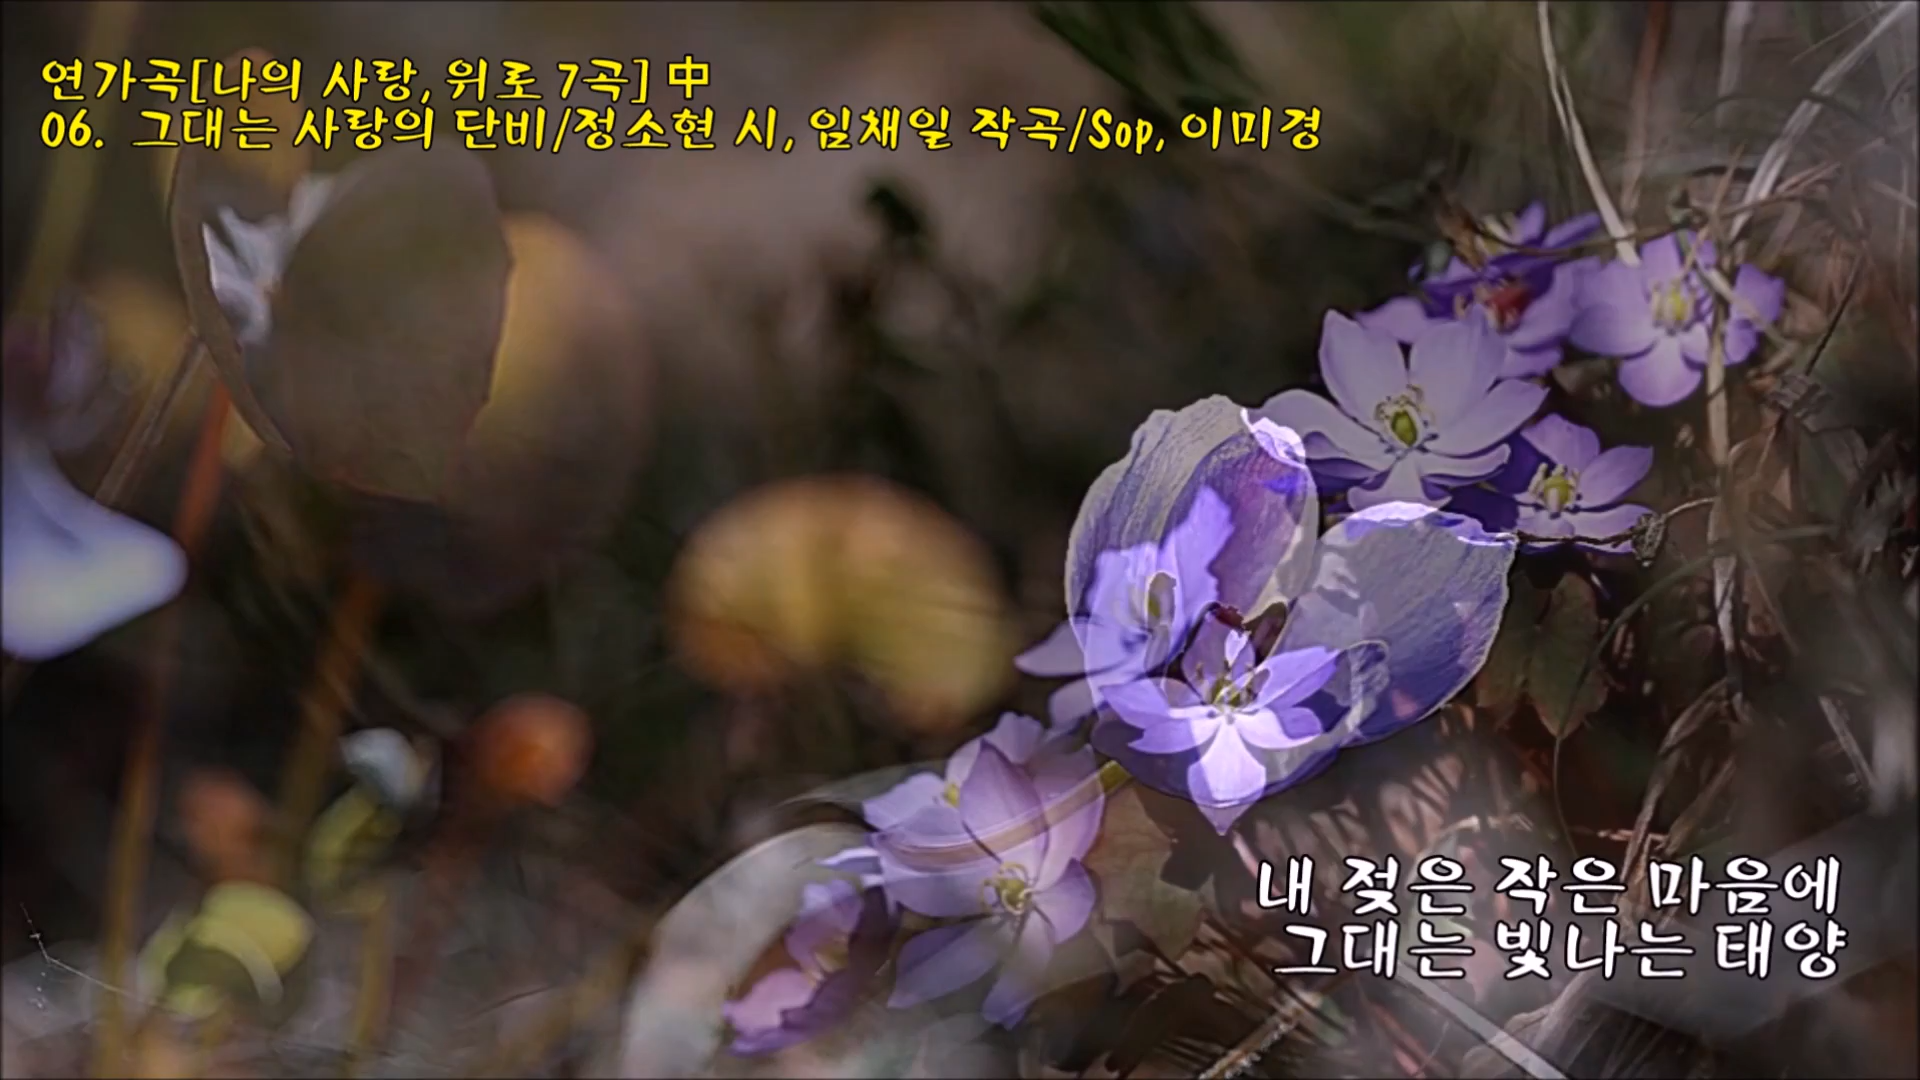 연가곡[나의 사랑, 위로 7곡] 中
06. 그대는 사랑의 단비/정소현 시, 임채일 작곡/Sop, 이미경
내 젖은 작은 마음에
그대는 빛나는 태양